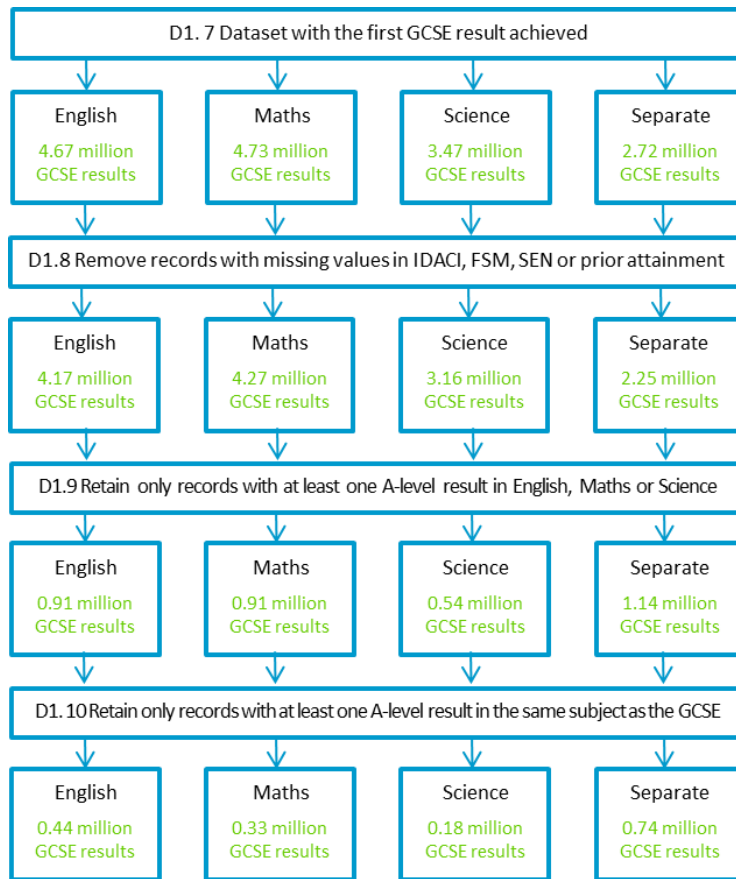 D1. 7 Dataset with the first GCSE result achieved
English
4.67 million
GCSE results
Maths
4.73 million
GCSE results
Science
3.47 million
GCSE results
Separate
2.72 million
GCSE results
D1.8 Remove records with missing values in IDACI, FSM, SEN or prior attainment
English
4.17 million
GCSE results
Maths
4.27 million
GCSE results
Science
3.16 million
GCSE results
Separate
2.25 million
GCSE results
D1.9 Retain only records with at least one A-level result in English, Maths or Science
English
0.91 million
GCSE results
Maths
0.91 million
GCSE results
Science
0.54 million
GCSE results
Separate
1.14 million
GCSE results
D1. 10 Retain only records with at least one A-level result in the same subject as the GCSE
English
0.44 million
GCSE results
Maths
0.33 million
GCSE results
Science
0.18 million
GCSE results
Separate
0.74 million
GCSE results